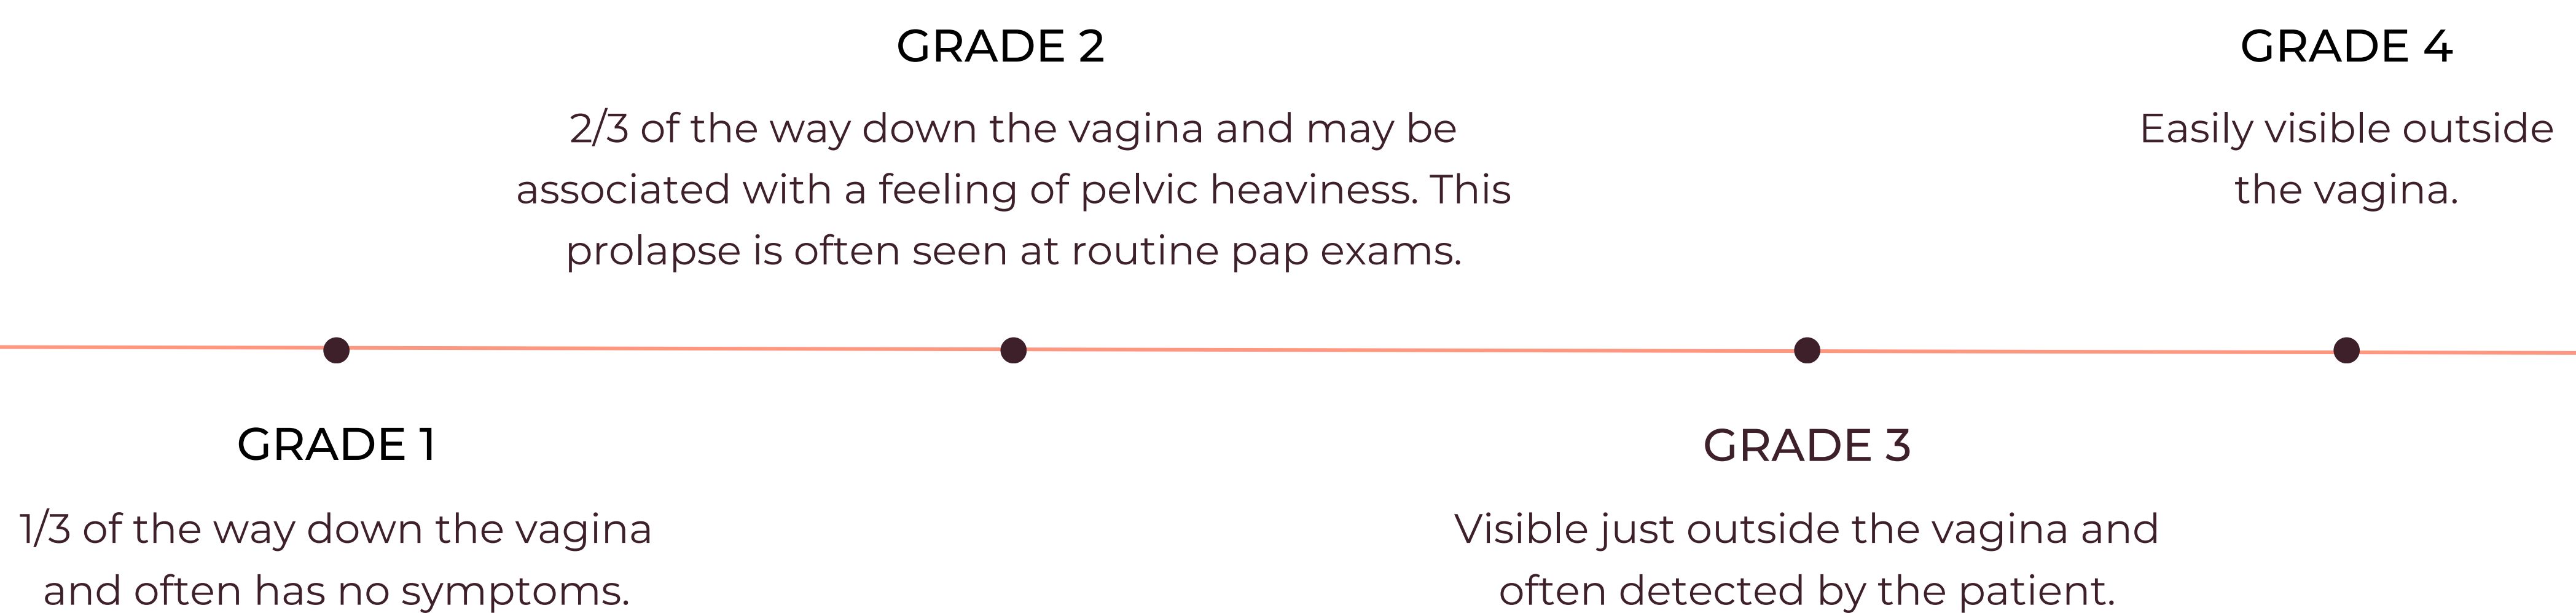 GRADE 1
1/3 of the way down the vagina
and often has no symptoms.
GRADE 2
2/3 of the way down the vagina and may be
associated with a feeling of pelvic heaviness. This
prolapse is often seen at routine pap exams.
GRADE 3
Visible just outside the vagina and
often detected by the patient.
GRADE 4
Easily visible outside
the vagina.